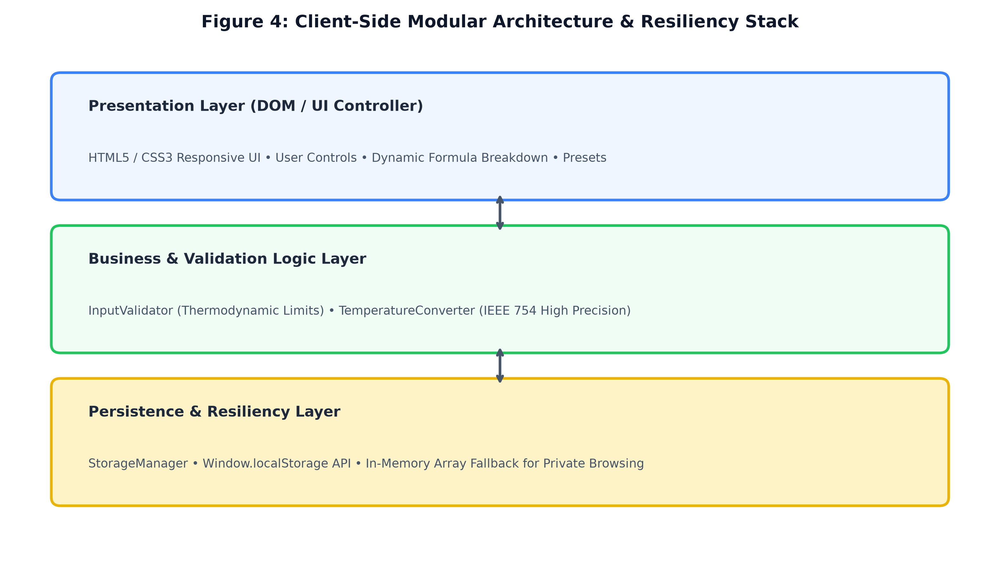 Figure 4: Client-Side Modular Architecture & Resiliency Stack
Presentation Layer (DOM / UI Controller)
HTML5 / CSS3 Responsive UI • User Controls • Dynamic Formula Breakdown • Presets
Business & Validation Logic Layer
InputValidator (Thermodynamic Limits) • TemperatureConverter (IEEE 754 High Precision)
Persistence & Resiliency Layer
StorageManager • Window.localStorage API • In-Memory Array Fallback for Private Browsing